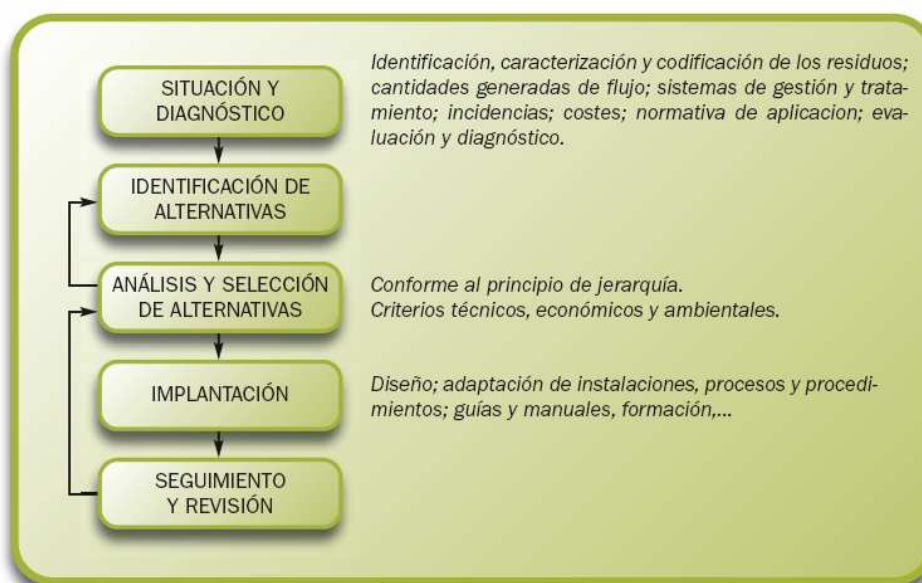 SITUACIÓN Y
DIAGNÓSTICO
Identificación, caracterización y codificación de los residuos;
cantidades generadas de flujo; sistemas de gestión y trata-
miento; incidencias; costes; normativa de aplicacion; eva-
luación y diagnóstico.
IDENTIFICACIÓN DE
ALTERNATIVAS
ANÁLISIS Y SELECCIÓN
DE ALTERNATIVAS
Conforme al principio de jerarquía.
Criterios técnicos, económicos y ambientales.
IMPLANTACIÓN
Diseño; adaptación de instalaciones, procesos y procedi-
mientos; guías y manuales, formación,...
SEGUIMIENTO
Y REVISIÓN